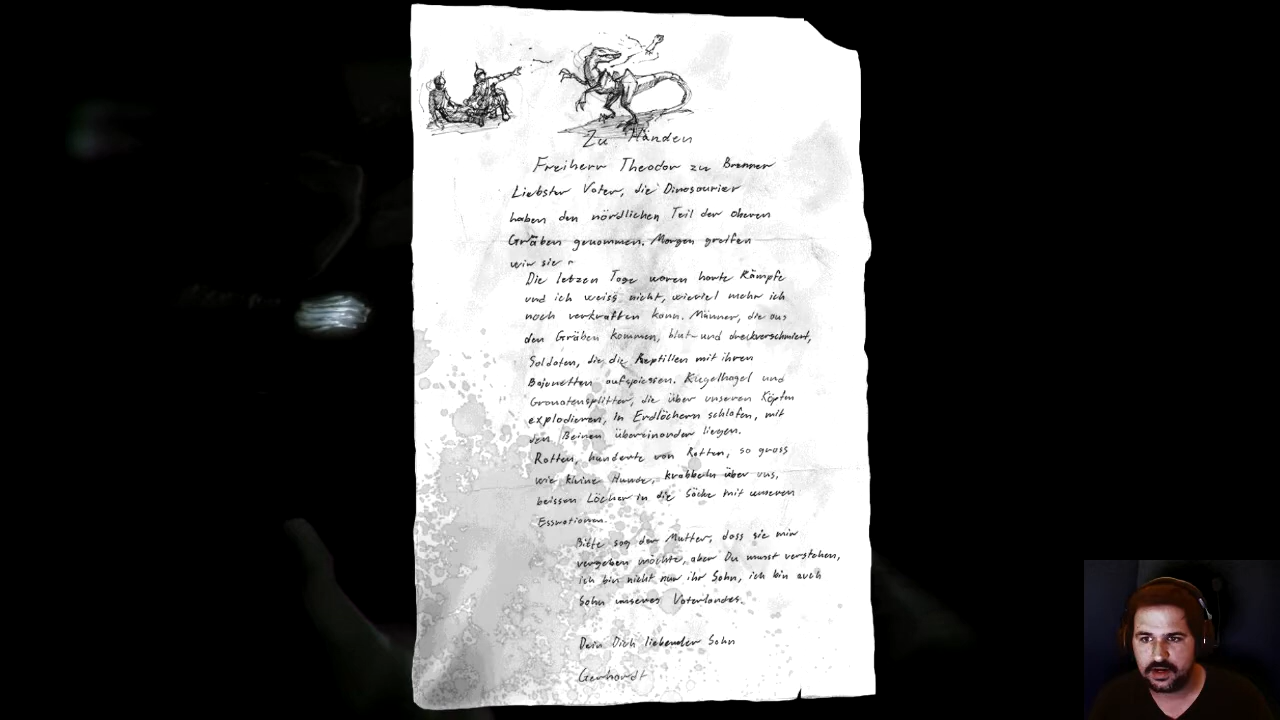 Zu Händen
Freiherr Theodor zu Brenner
Liebster Vater, die Dinosaurier
haben den nördlichen Teil der oberen
Gräben genommen. Morgen greifen
wir sie
Die letzen Tage waren harte Kämpfe
und ich weiss nicht, wieviel mehr ich
noch verkraften kann. Männer, die aus
den Gräben kommen, blut- und dreckverschmiert,
Soldaten, die die Reptilien mit ihren
Bajonetten aufspiessen. Kugelhagel und
Granatensplitter, die über unseren Köpfen
explodieren, In Erdlöchern schlafen, mit
den Beinen übereinander liegen.
Ratten, hunderte von Ratten, so gross
wie kleine Hunde, krabbeln über uns,
beissen Löcher in die Säcke mit unseren
Essrationen.
Bitte sag der Mutter, dass sie mir
vergeben möchte, aber Du musst verstehen,
ich bin nicht nur ihr Sohn, ich bin auch
Sohn unseres Vaterlandes.
Dein Dich liebender Sohn
Gerhardt